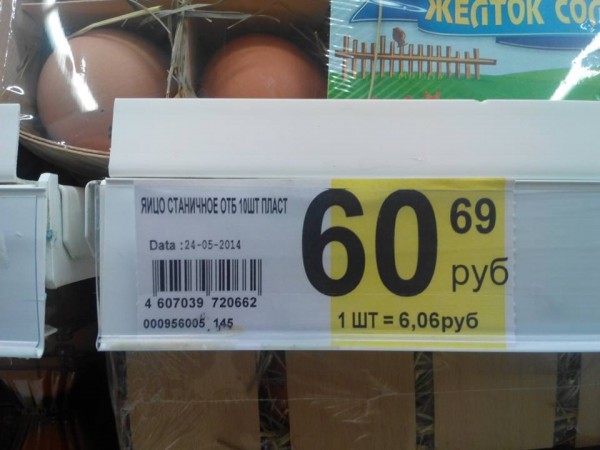 ЖЕЛТОК
ЯИЦО СТАНИЧНОЕ ОТБ 10ШТ ПЛАСТ
60 69
руб
Data :24-05-2014
4 607039 720662
000956005 145
1 ШТ = 6,06руб